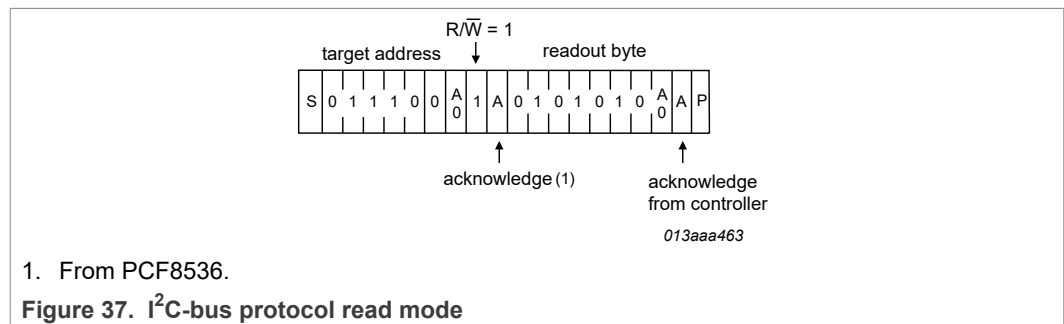 R/W̅ = 1
target address readout byte
S 0 1 1 1 0 0 A0 1 A 0 1 0 1 0 1 0 A0 A P
acknowledge (1) acknowledge
from controller
013aaa463
1. From PCF8536.
Figure 37. I²C-bus protocol read mode